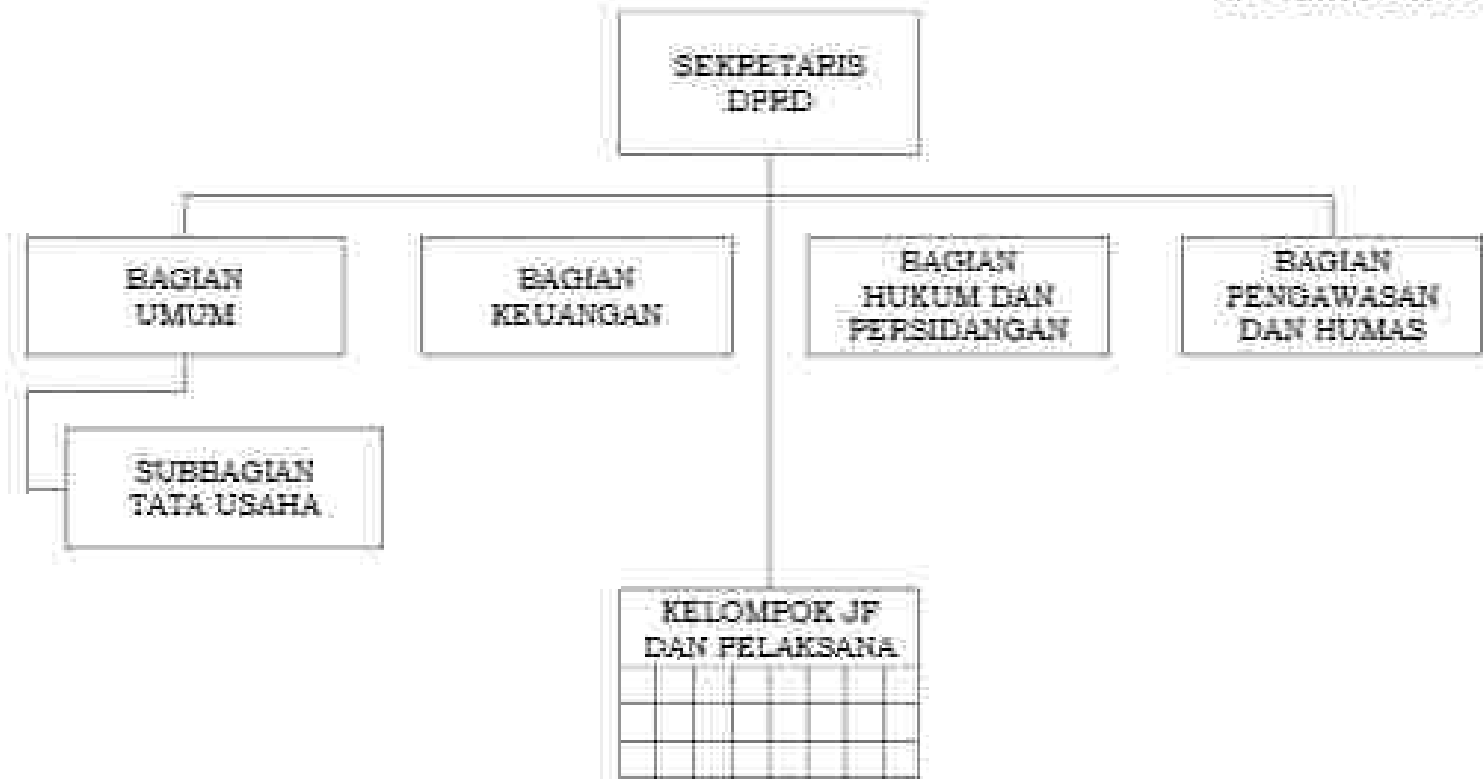 SEKRETARIS
DPRD
BAGIAN
UMUM
BAGIAN
KEUANGAN
BAGIAN
HUKUM DAN
PERSIDANGAN
BAGIAN
PENGAWASAN
DAN HUMAS
SUBBAGIAN
TATA USAHA
KELOMPOK JF
DAN PELAKSANA